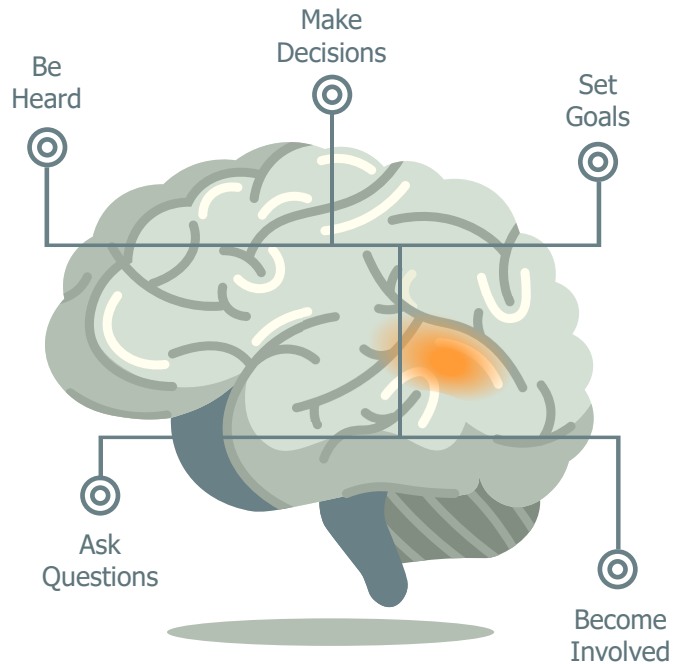 Make
Decisions
Be
Heard
Set
Goals
Ask
Questions
Become
Involved